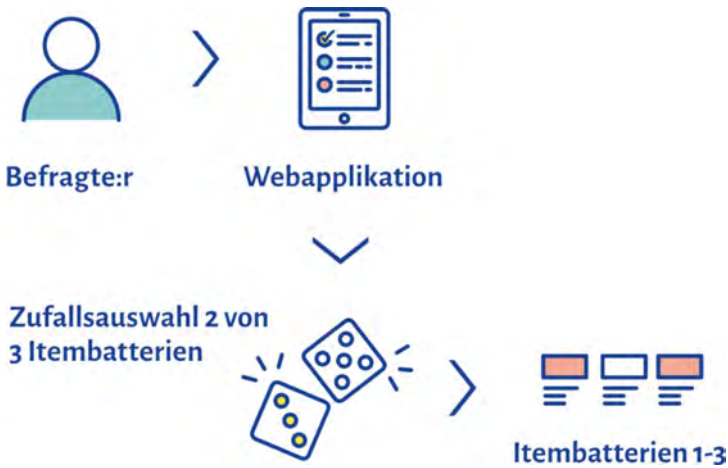 Befragte:r
Webapplikation
Zufallsauswahl 2 von
3 Itembatterien
Itembatterien 1-3